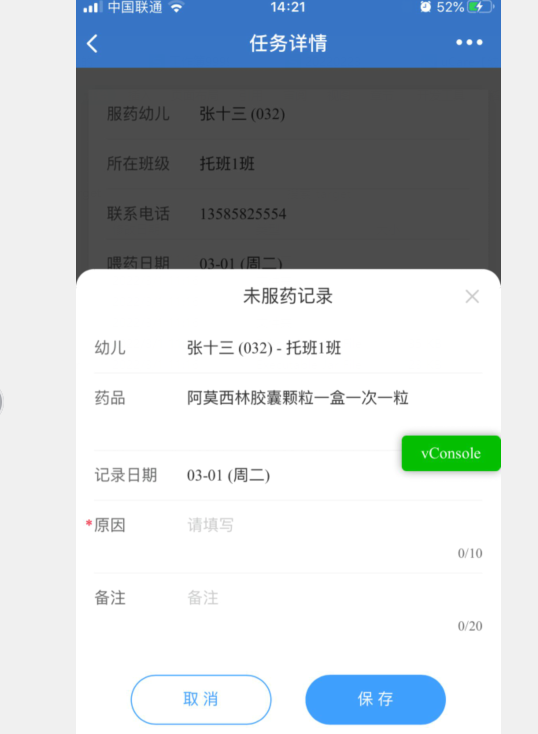 中国联通 14:21 52%
任务详情
服药幼儿 张十三 (032)
所在班级 托班1班
联系电话 13585825554
喂药日期 03-01 (周二)
未服药记录
幼儿 张十三 (032) - 托班1班
药品 阿莫西林胶囊颗粒一盒一次一粒
vConsole
记录日期 03-01 (周二)
*原因 请填写
0/10
备注 备注
0/20
取 消 保 存